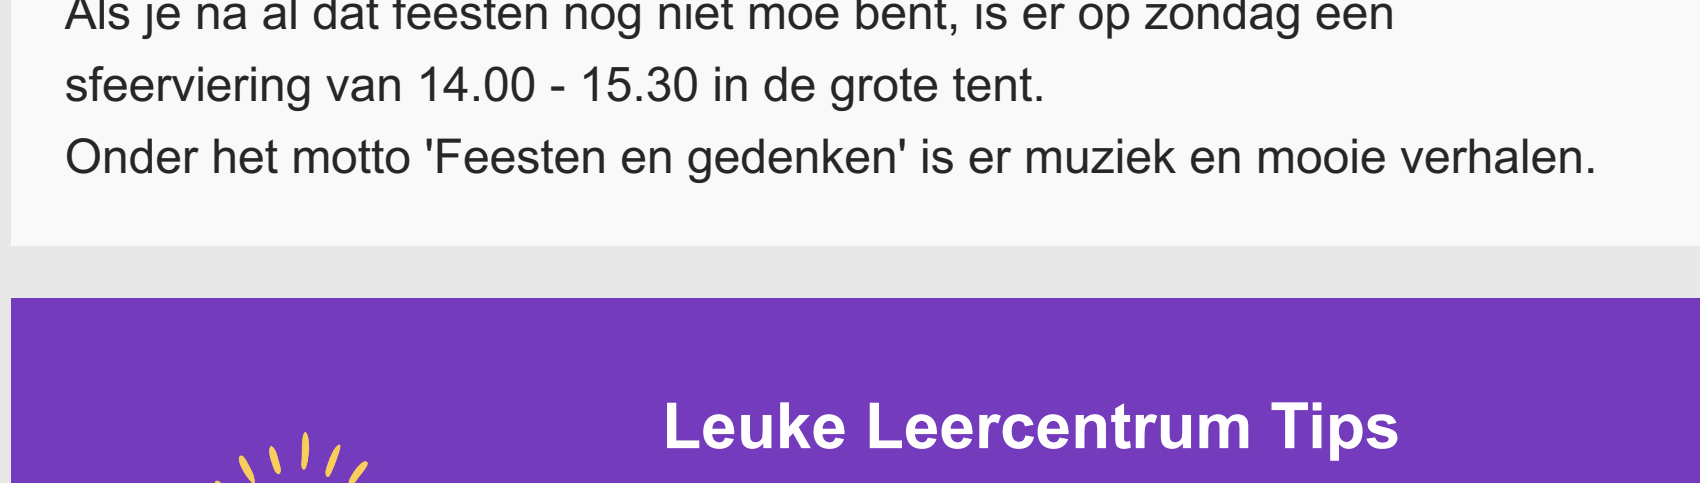 Als je na al dat feesten nog niet moe bent, is er op zondag een
sfeerviering van 14.00 - 15.30 in de grote tent.
Onder het motto 'Feesten en gedenken' is er muziek en mooie verhalen.
Leuke Leercentrum Tips